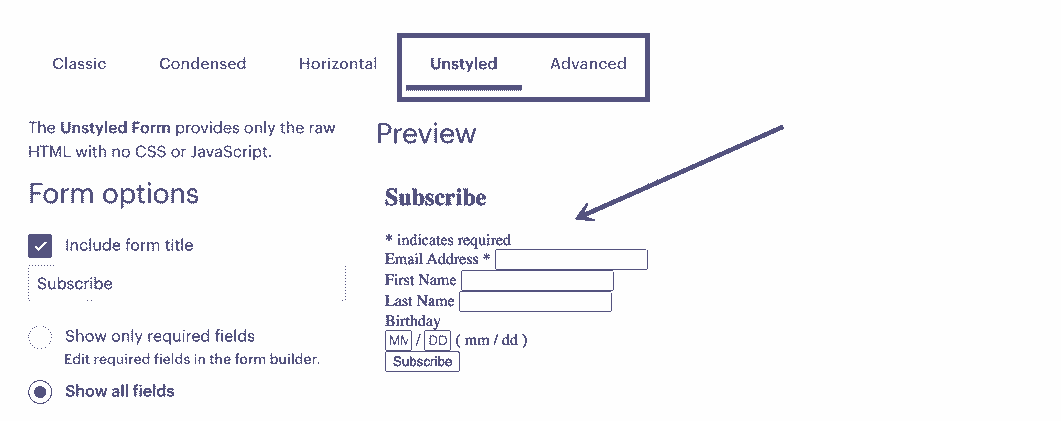 Classic Condensed Horizontal Unstyled Advanced
The Unstyled Form provides only the raw
HTML with no CSS or JavaScript.
Form options
Include form title
Subscribe
Show only required fields
Edit required fields in the form builder.
Show all fields
Preview
Subscribe
* indicates required
Email Address *
First Name
Last Name
Birthday
MM / DD ( mm / dd )
Subscribe